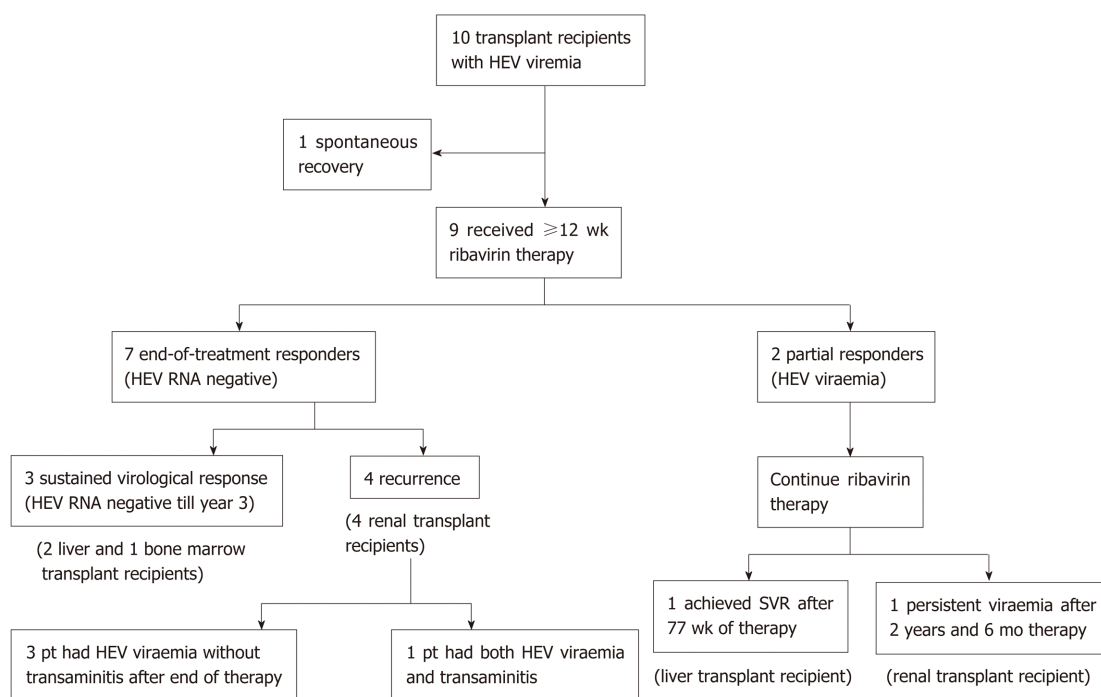 10 transplant recipients
with HEV viremia
1 spontaneous
recovery
9 received ⩾12 wk
ribavirin therapy
7 end-of-treatment responders
(HEV RNA negative)
2 partial responders
(HEV viraemia)
3 sustained virological response
(HEV RNA negative till year 3)
(2 liver and 1 bone marrow
transplant recipients)
4 recurrence
(4 renal transplant
recipients)
Continue ribavirin
therapy
3 pt had HEV viraemia without
transaminitis after end of therapy
1 pt had both HEV viraemia
and transaminitis
1 achieved SVR after
77 wk of therapy
(liver transplant recipient)
1 persistent viraemia after
2 years and 6 mo therapy
(renal transplant recipient)